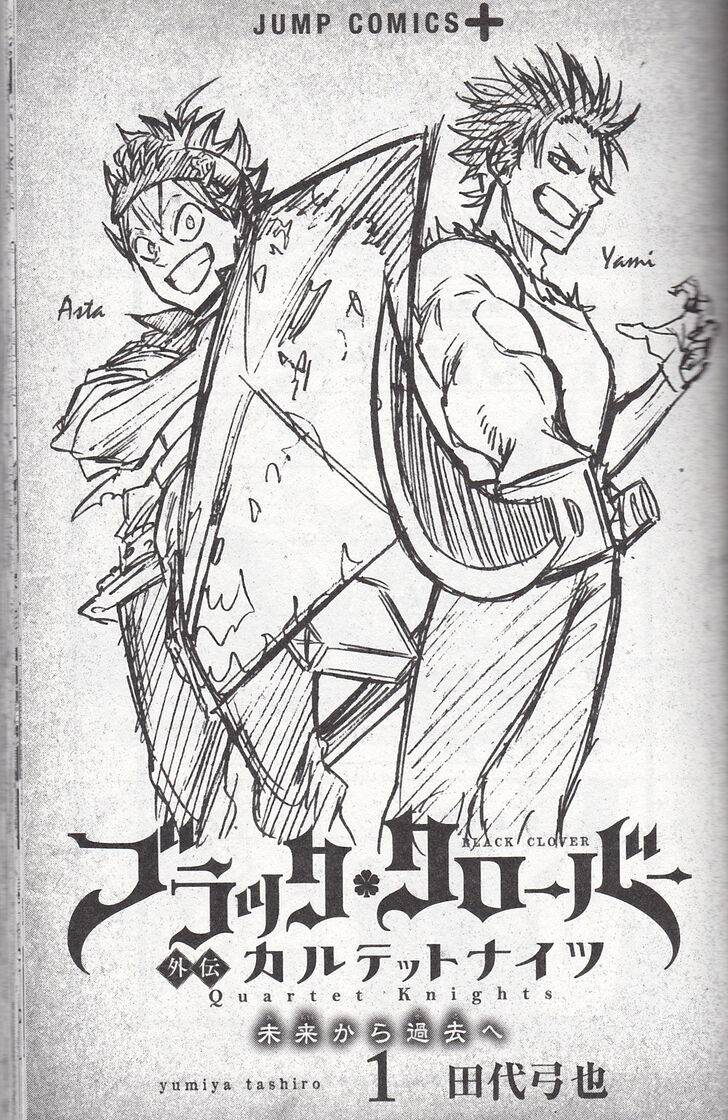 JUMP COMICS+
Yami
Asta
BLACK CLOVER
ブラック・クローバー
外伝 カルテットナイツ
Quartet Knights
未来から過去へ
yumiya tashiro 1 田代弓也